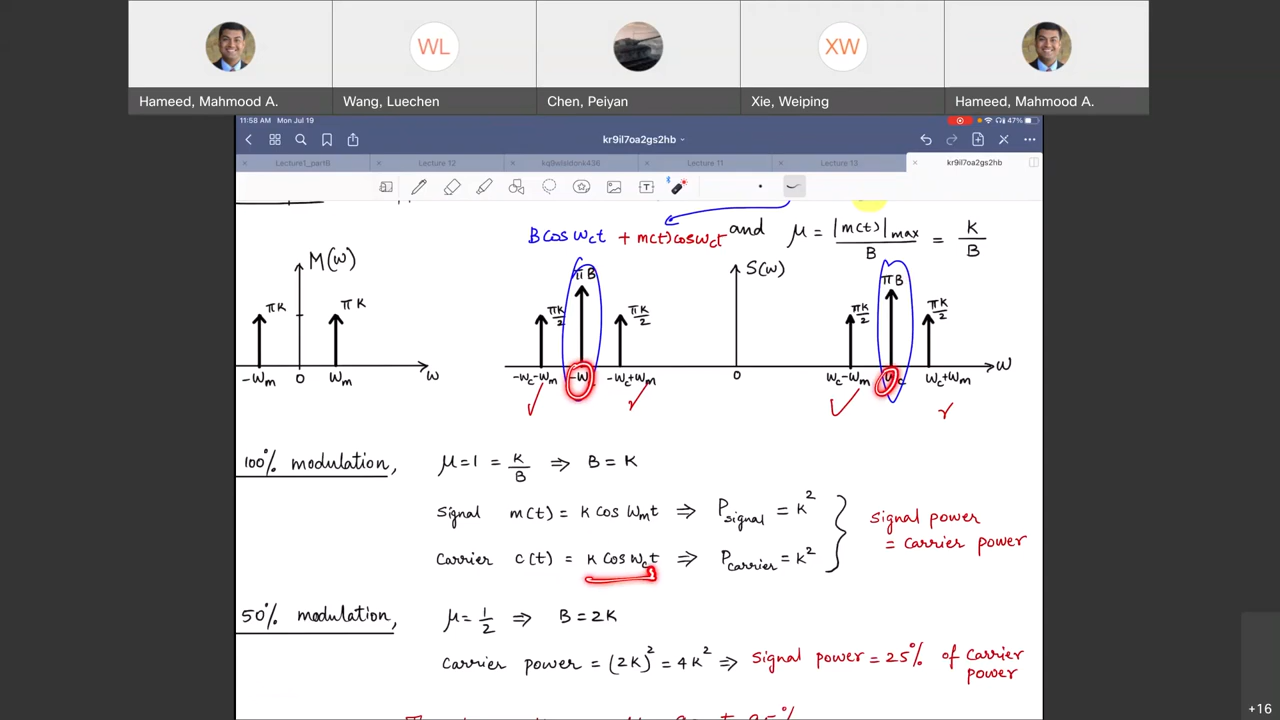 WL
XW
Hameed, Mahmood A.
Wang, Luechen
Chen, Peiyan
Xie, Weiping
Hameed, Mahmood A.
11:58 AM Mon Jul 19
47%
kr9il7oa2gs2hb
Lecture1_part6
Lecture 12
kq9wlaldonk436
Lecture 11
Lecture 13
kr9il7oa2gs2hb
B cos ωct + m(t) cos ωct and μ = |m(t)|max / B = K/B
M(ω)
πK
πK
-ωm
0
ωm
ω
S(ω)
πK/2
πB
πK/2
πK/2
πB
πK/2
-ωc-ωm
-ωc+ωm
0
ωc-ωm
ωc+ωm
ω
100% modulation, μ=1 = K/B ⇒ B = K
Signal m(t) = K cos ωmt ⇒ Psignal = K²
Carrier c(t) = K cos ωct ⇒ Pcarrier = K²
Signal power
= Carrier power
50% modulation, μ = 1/2 ⇒ B = 2K
Carrier power = (2K)² = 4K² ⇒ Signal power = 25% of Carrier
power
+16